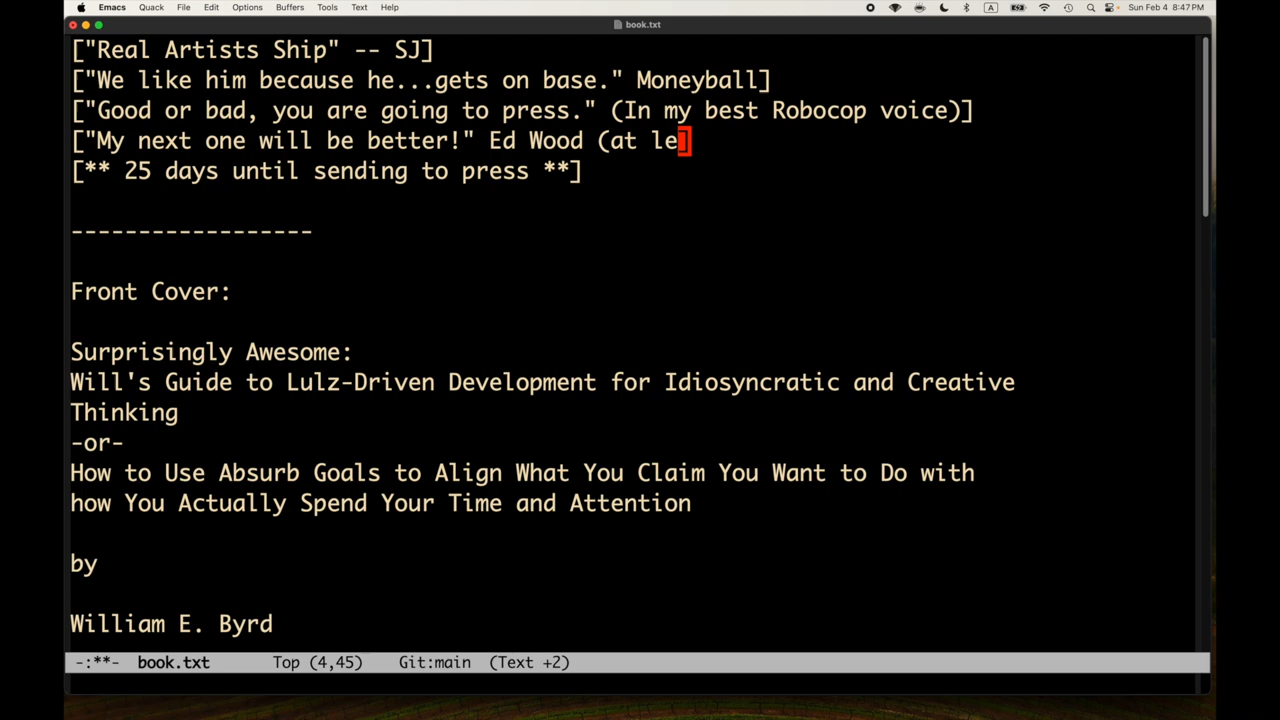 Emacs Quack File Edit Options Buffers Tools Text Help A Sun Feb 4 8:47 PM
book.txt
["Real Artists Ship" -- SJ]
["We like him because he...gets on base." Moneyball]
["Good or bad, you are going to press." (In my best Robocop voice)]
["My next one will be better!" Ed Wood (at le]
[** 25 days until sending to press **]
------------------
Front Cover:
Surprisingly Awesome:
Will's Guide to Lulz-Driven Development for Idiosyncratic and Creative
Thinking
-or-
How to Use Absurb Goals to Align What You Claim You Want to Do with
how You Actually Spend Your Time and Attention
by
William E. Byrd
-:**- book.txt Top (4,45) Git:main (Text +2)